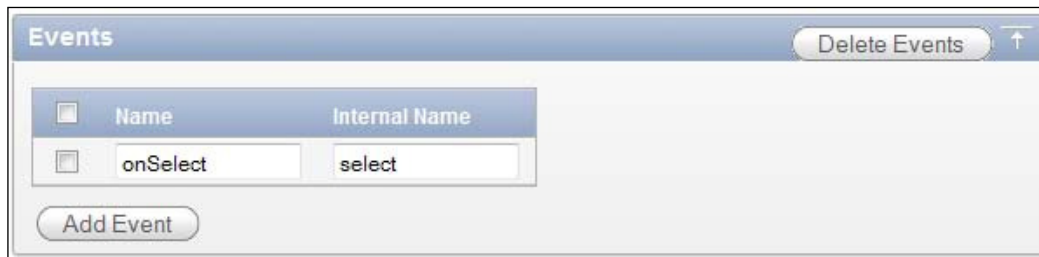 Events Delete Events
Name Internal Name
onSelect select
Add Event